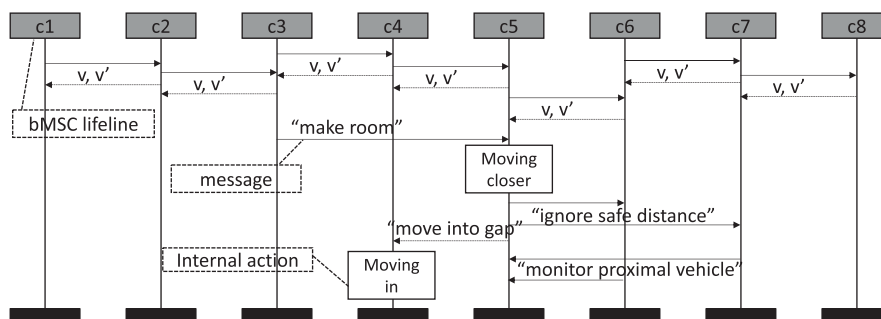 c1 c2 c3 c4 c5 c6 c7 c8
v, v’ v, v’
v, v’ v, v’ v, v’ v, v’
v, v’
bMSC lifeline
“make room”
Moving
closer
message
“ignore safe distance”
“move into gap”
Internal action
Moving
in
“monitor proximal vehicle”